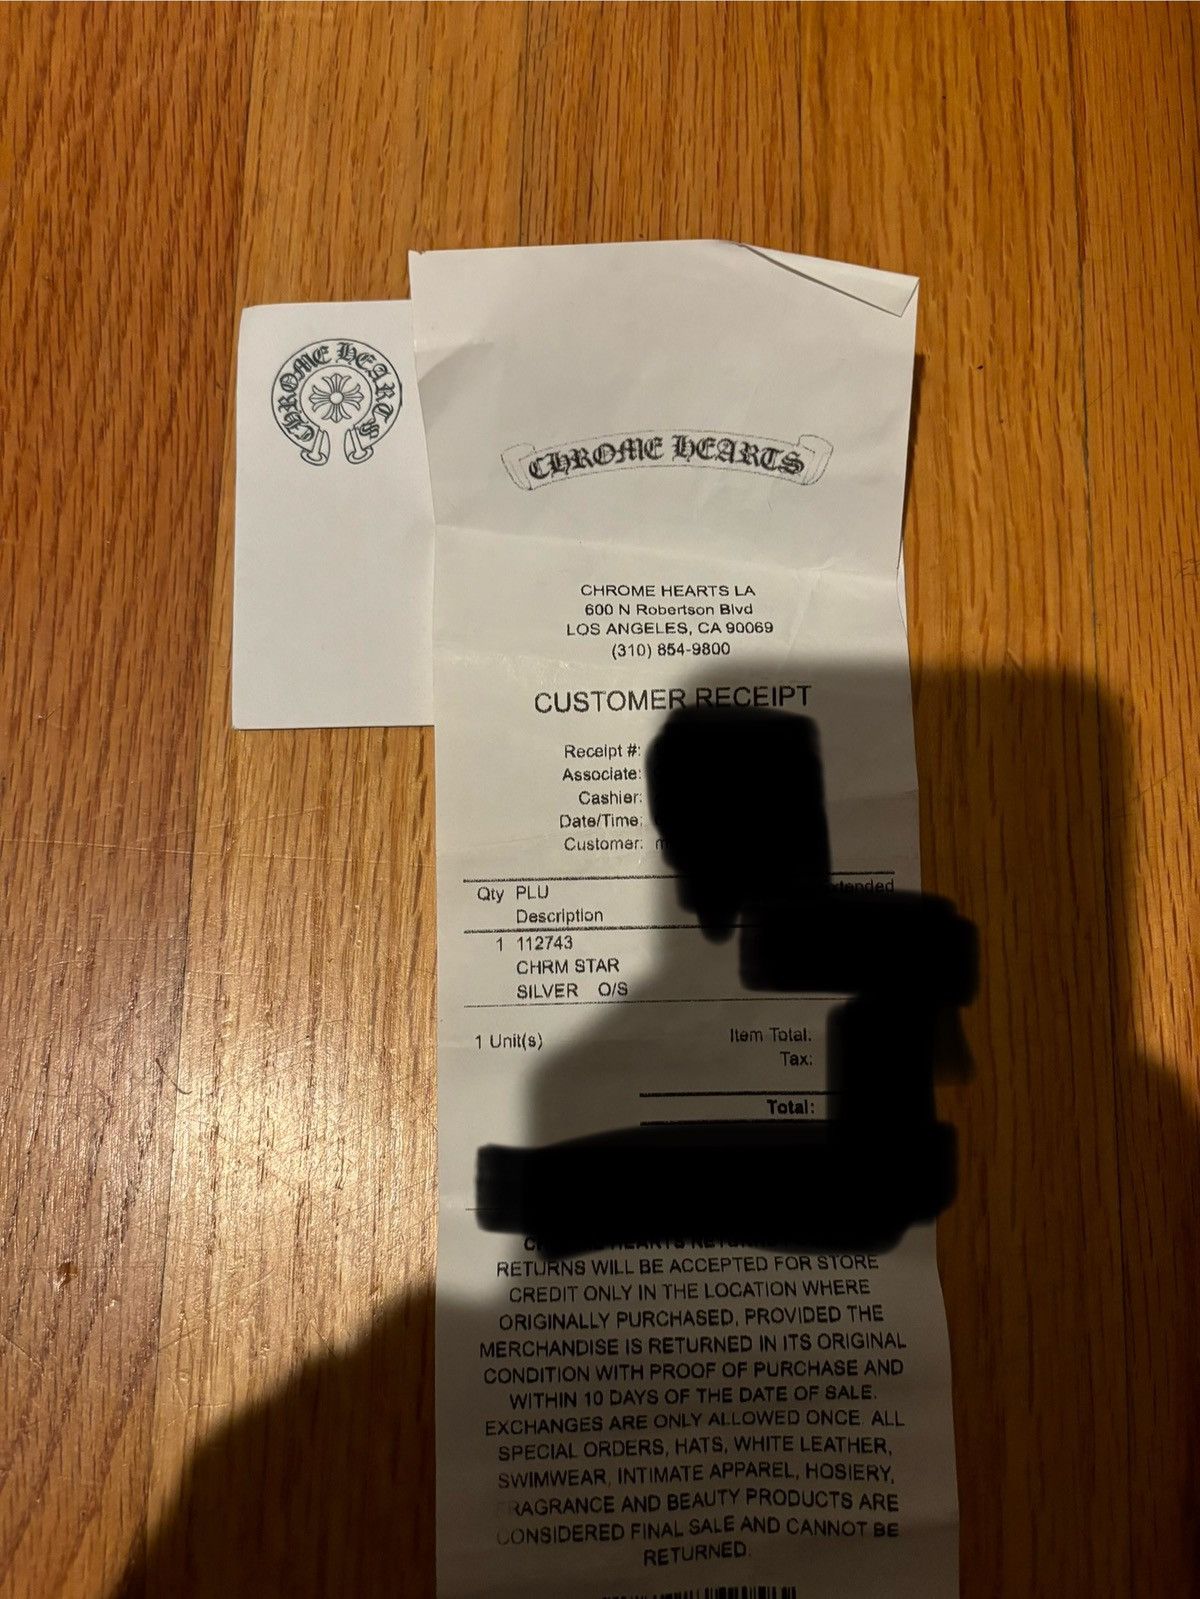 CHROME HEARTS
CHROME HEARTS
CHROME HEARTS LA
600 N Robertson Blvd
LOS ANGELES, CA 90069
(310) 854-9800
CUSTOMER RECEIPT
Receipt #:
Associate:
Cashier:
Date/Time:
Customer:
Qty PLU
Description
1 112743
CHRM STAR
SILVER O/S
1 Unit(s) Item Total:
Tax:
Total:
RETURNS WILL BE ACCEPTED FOR STORE
CREDIT ONLY IN THE LOCATION WHERE
ORIGINALLY PURCHASED, PROVIDED THE
MERCHANDISE IS RETURNED IN ITS ORIGINAL
CONDITION WITH PROOF OF PURCHASE AND
WITHIN 10 DAYS OF THE DATE OF SALE.
EXCHANGES ARE ONLY ALLOWED ONCE. ALL
SPECIAL ORDERS, HATS, WHITE LEATHER,
SWIMWEAR, INTIMATE APPAREL, HOSIERY,
FRAGRANCE AND BEAUTY PRODUCTS ARE
CONSIDERED FINAL SALE AND CANNOT BE
RETURNED.